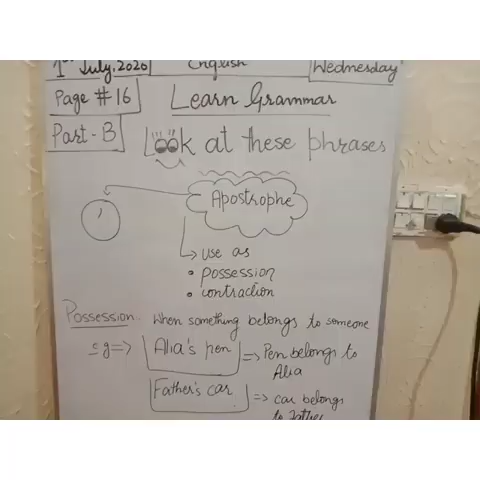 1st July, 2020 English Wednesday
Page # 16 Learn Grammar
Part-B Look at these phrases
' Apostrophe
use as
• possession
• contraction
Possession. When something belongs to someone
eg => Alia's pen => Pen belongs to
Alia
Father's car => car belongs
to Father